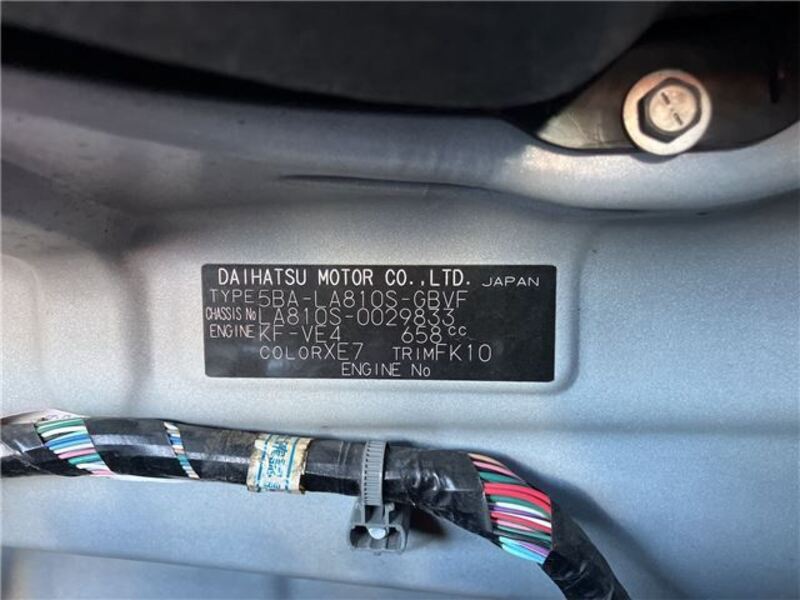 DAIHATSU MOTOR CO.,LTD. JAPAN
TYPE 5BA-LA810S-GBVF
CHASSIS No LA810S-0029833
ENGINE KF-VE4 658cc
COLOR XE7 TRIM FK10
ENGINE No